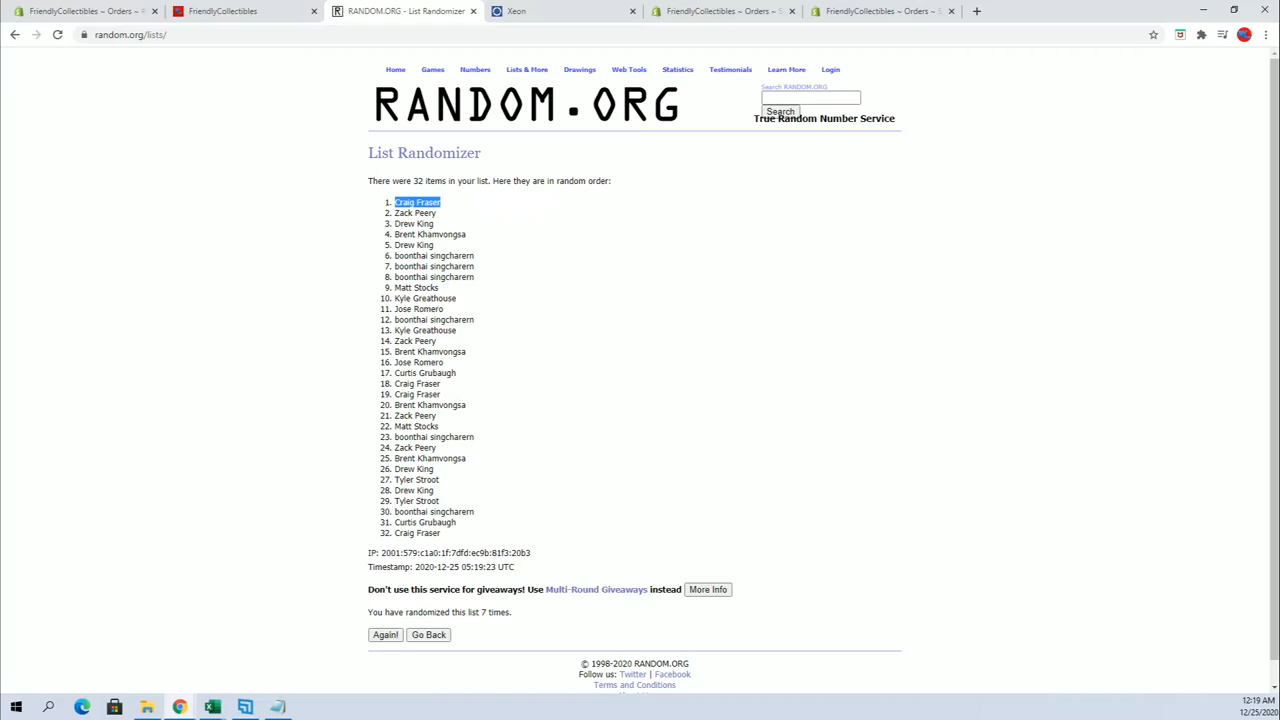 FriendlyCollectibles ~ Orders ~ 
FriendlyCollectibles
RANDOM.ORG - List Randomizer
Xeon
FriendlyCollectibles ~ Orders ~ S
FriendlyCollectibles ~ Orders ~ S
random.org/lists/
Home Games Numbers Lists & More Drawings Web Tools Statistics Testimonials Learn More Login
Search RANDOM.ORG
RANDOM.ORG
Search
True Random Number Service
List Randomizer
There were 32 items in your list. Here they are in random order:
1. Craig Fraser
2. Zack Peery
3. Drew King
4. Brent Khamvongsa
5. Drew King
6. boonthai singcharern
7. boonthai singcharern
8. boonthai singcharern
9. Matt Stocks
10. Kyle Greathouse
11. Jose Romero
12. boonthai singcharern
13. Kyle Greathouse
14. Zack Peery
15. Brent Khamvongsa
16. Jose Romero
17. Curtis Grubaugh
18. Craig Fraser
19. Craig Fraser
20. Brent Khamvongsa
21. Zack Peery
22. Matt Stocks
23. boonthai singcharern
24. Zack Peery
25. Brent Khamvongsa
26. Drew King
27. Tyler Stroot
28. Drew King
29. Tyler Stroot
30. boonthai singcharern
31. Curtis Grubaugh
32. Craig Fraser
IP: 2001:579:c1a0:1f:7dfd:ec9b:81f3:20b3
Timestamp: 2020-12-25 05:19:23 UTC
Don't use this service for giveaways! Use Multi-Round Giveaways instead More Info
You have randomized this list 7 times.
Again! Go Back
© 1998-2020 RANDOM.ORG
Follow us: Twitter | Facebook
Terms and Conditions
12:19 AM
12/25/2020